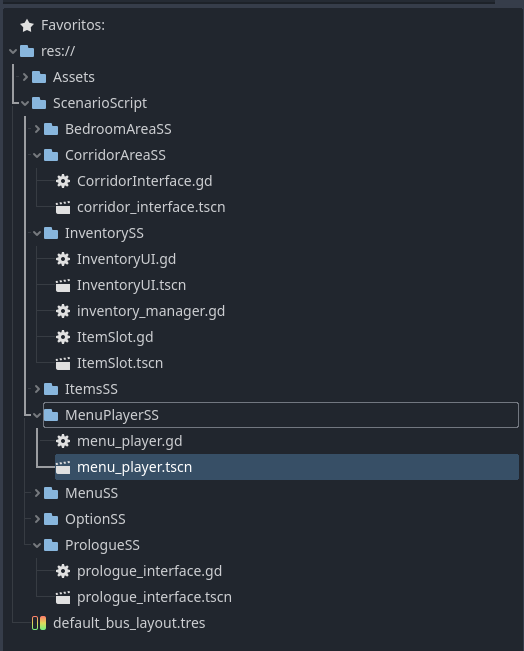 Favoritos:
res://
Assets
ScenarioScript
BedroomAreaSS
CorridorAreaSS
CorridorInterface.gd
corridor_interface.tscn
InventorySS
InventoryUI.gd
InventoryUI.tscn
inventory_manager.gd
ItemSlot.gd
ItemSlot.tscn
ItemsSS
MenuPlayerSS
menu_player.gd
menu_player.tscn
MenuSS
OptionSS
PrologueSS
prologue_interface.gd
prologue_interface.tscn
default_bus_layout.tres